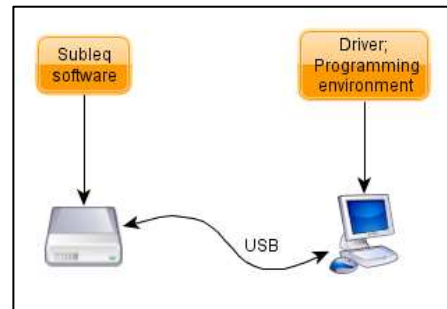 Subleq
software
Driver;
Programming
environment
USB